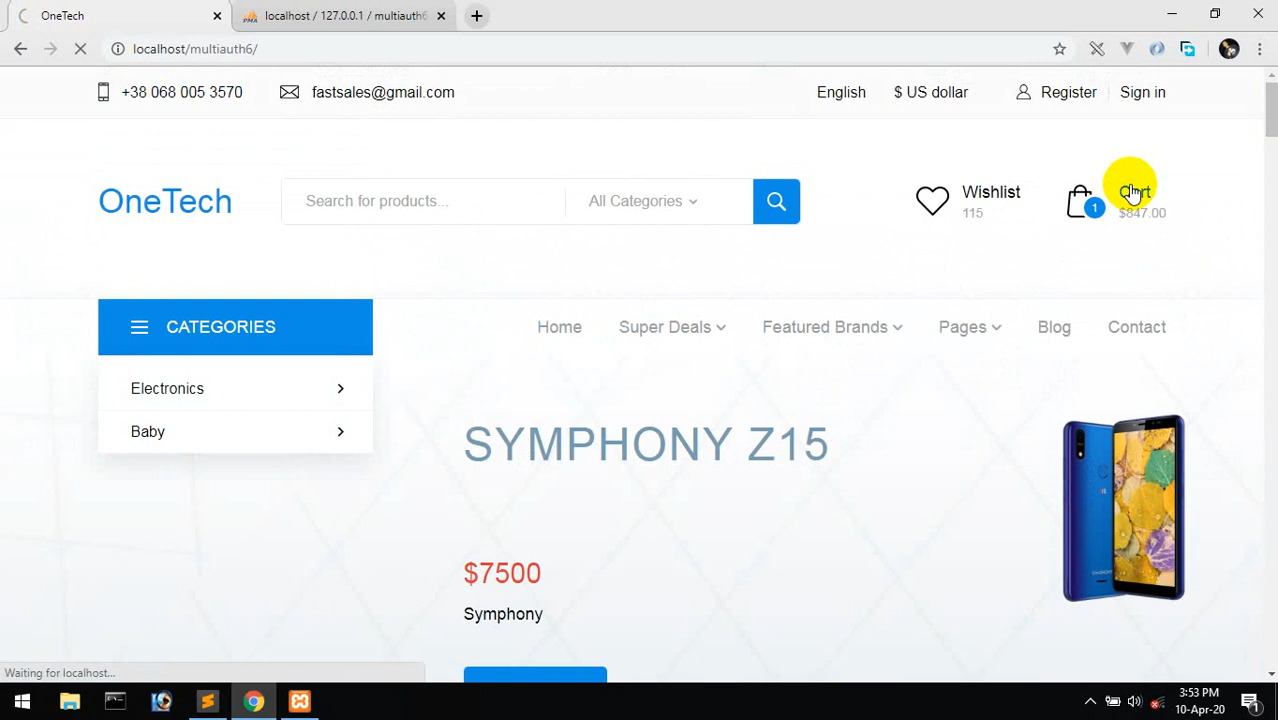 OneTech
localhost / 127.0.0.1 / multiauth6
localhost/multiauth6/
+38 068 005 3570
fastsales@gmail.com
English
$ US dollar
Register
Sign in
OneTech
Search for products...
All Categories
Wishlist
115
1
Cart
$847.00
CATEGORIES
Home
Super Deals
Featured Brands
Pages
Blog
Contact
Electronics
Baby
SYMPHONY Z15
$7500
Symphony
Waiting for localhost...
3:53 PM
10-Apr-20
1